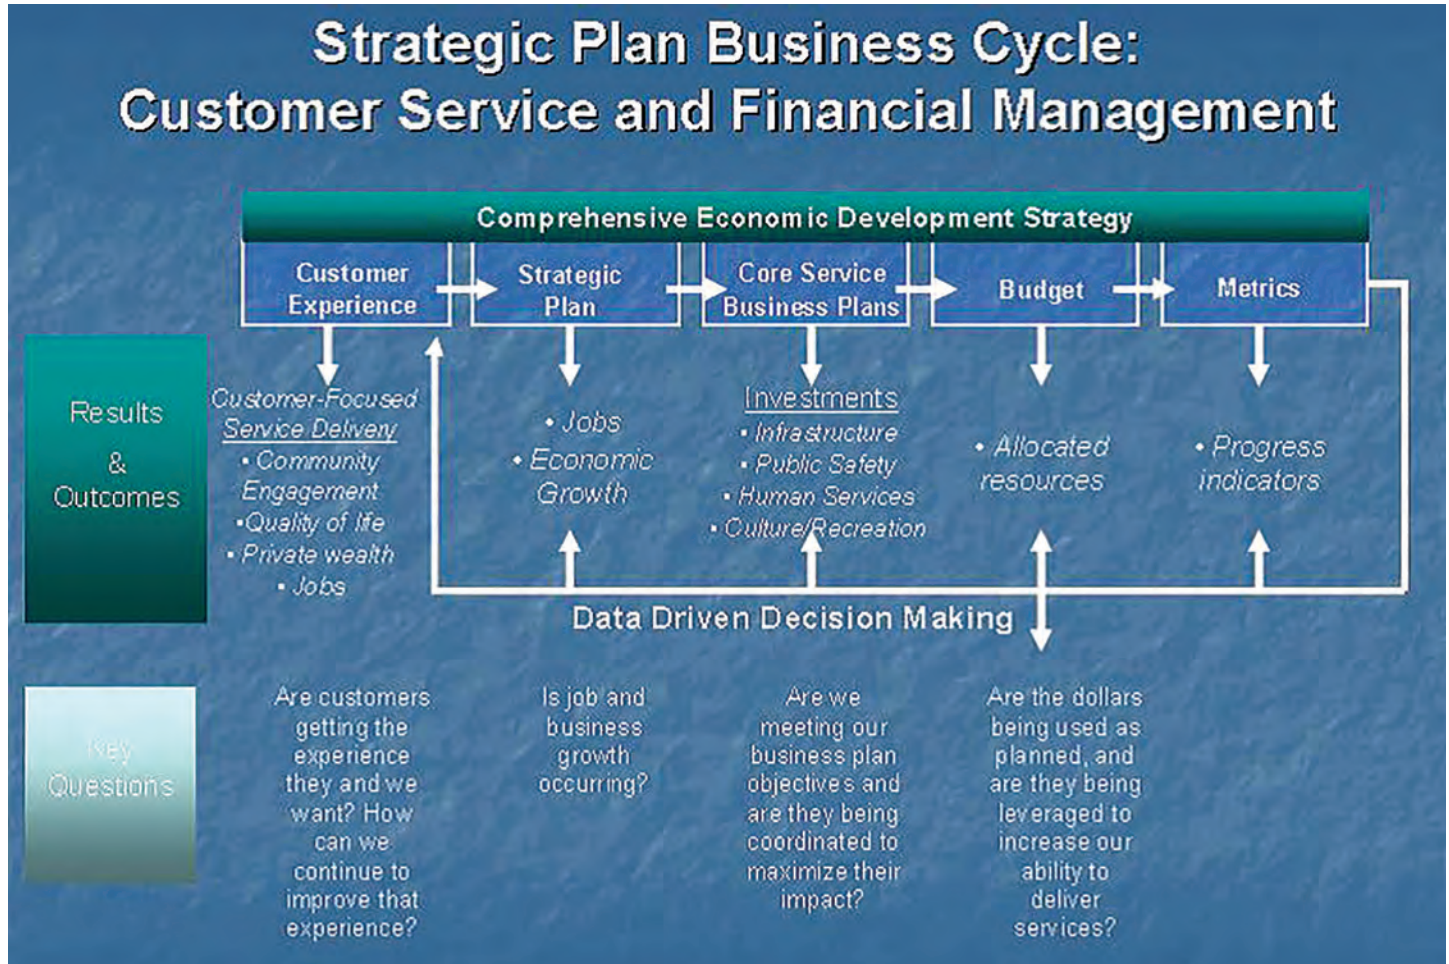 Strategic Plan Business Cycle:
Customer Service and Financial Management
Comprehensive Economic Development Strategy
Customer
Experience
Strategic
Plan
Core Service
Business Plans
Budget
Metrics
Results
&
Outcomes
Customer-Focused
Service Delivery
• Community
Engagement
•Quality of life
• Private wealth
• Jobs
• Jobs
• Economic
Growth
Investments
• Infrastructure
• Public Safety
• Human Services
• Culture/Recreation
• Allocated
resources
• Progress
indicators
Data Driven Decision Making
Key
Questions
Are customers
getting the
experience
they and we
want? How
can we
continue to
improve that
experience?
Is job and
business
growth
occurring?
Are we
meeting our
business plan
objectives and
are they being
coordinated to
maximize their
impact?
Are the dollars
being used as
planned, and
are they being
leveraged to
increase our
ability to
deliver
services?